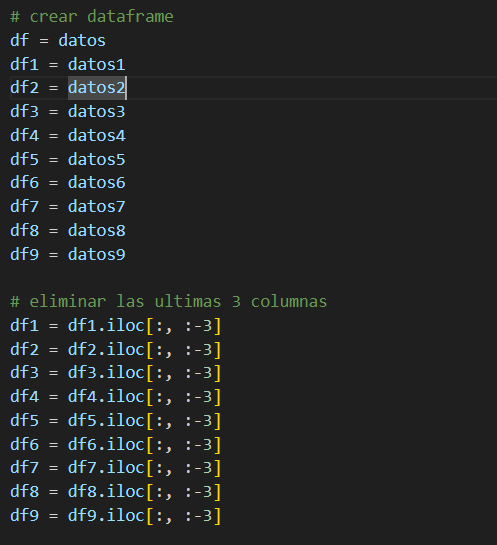 # crear dataframe
df = datos
df1 = datos1
df2 = datos2
df3 = datos3
df4 = datos4
df5 = datos5
df6 = datos6
df7 = datos7
df8 = datos8
df9 = datos9

# eliminar las ultimas 3 columnas
df1 = df1.iloc[:, :-3]
df2 = df2.iloc[:, :-3]
df3 = df3.iloc[:, :-3]
df4 = df4.iloc[:, :-3]
df5 = df5.iloc[:, :-3]
df6 = df6.iloc[:, :-3]
df7 = df7.iloc[:, :-3]
df8 = df8.iloc[:, :-3]
df9 = df9.iloc[:, :-3]